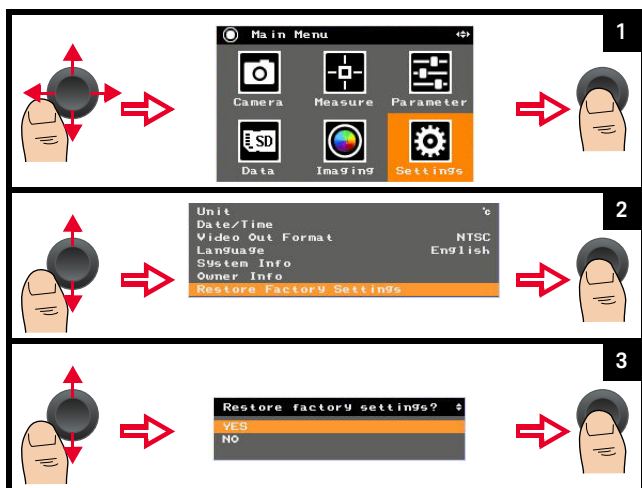 1
Main Menu
Camera Measure Parameter
SD
Data Imaging Settings
2
Unit °c
Date/Time
Video Out Format NTSC
Language English
System Info
Owner Info
Restore Factory Settings
3
Restore factory settings?
YES
NO